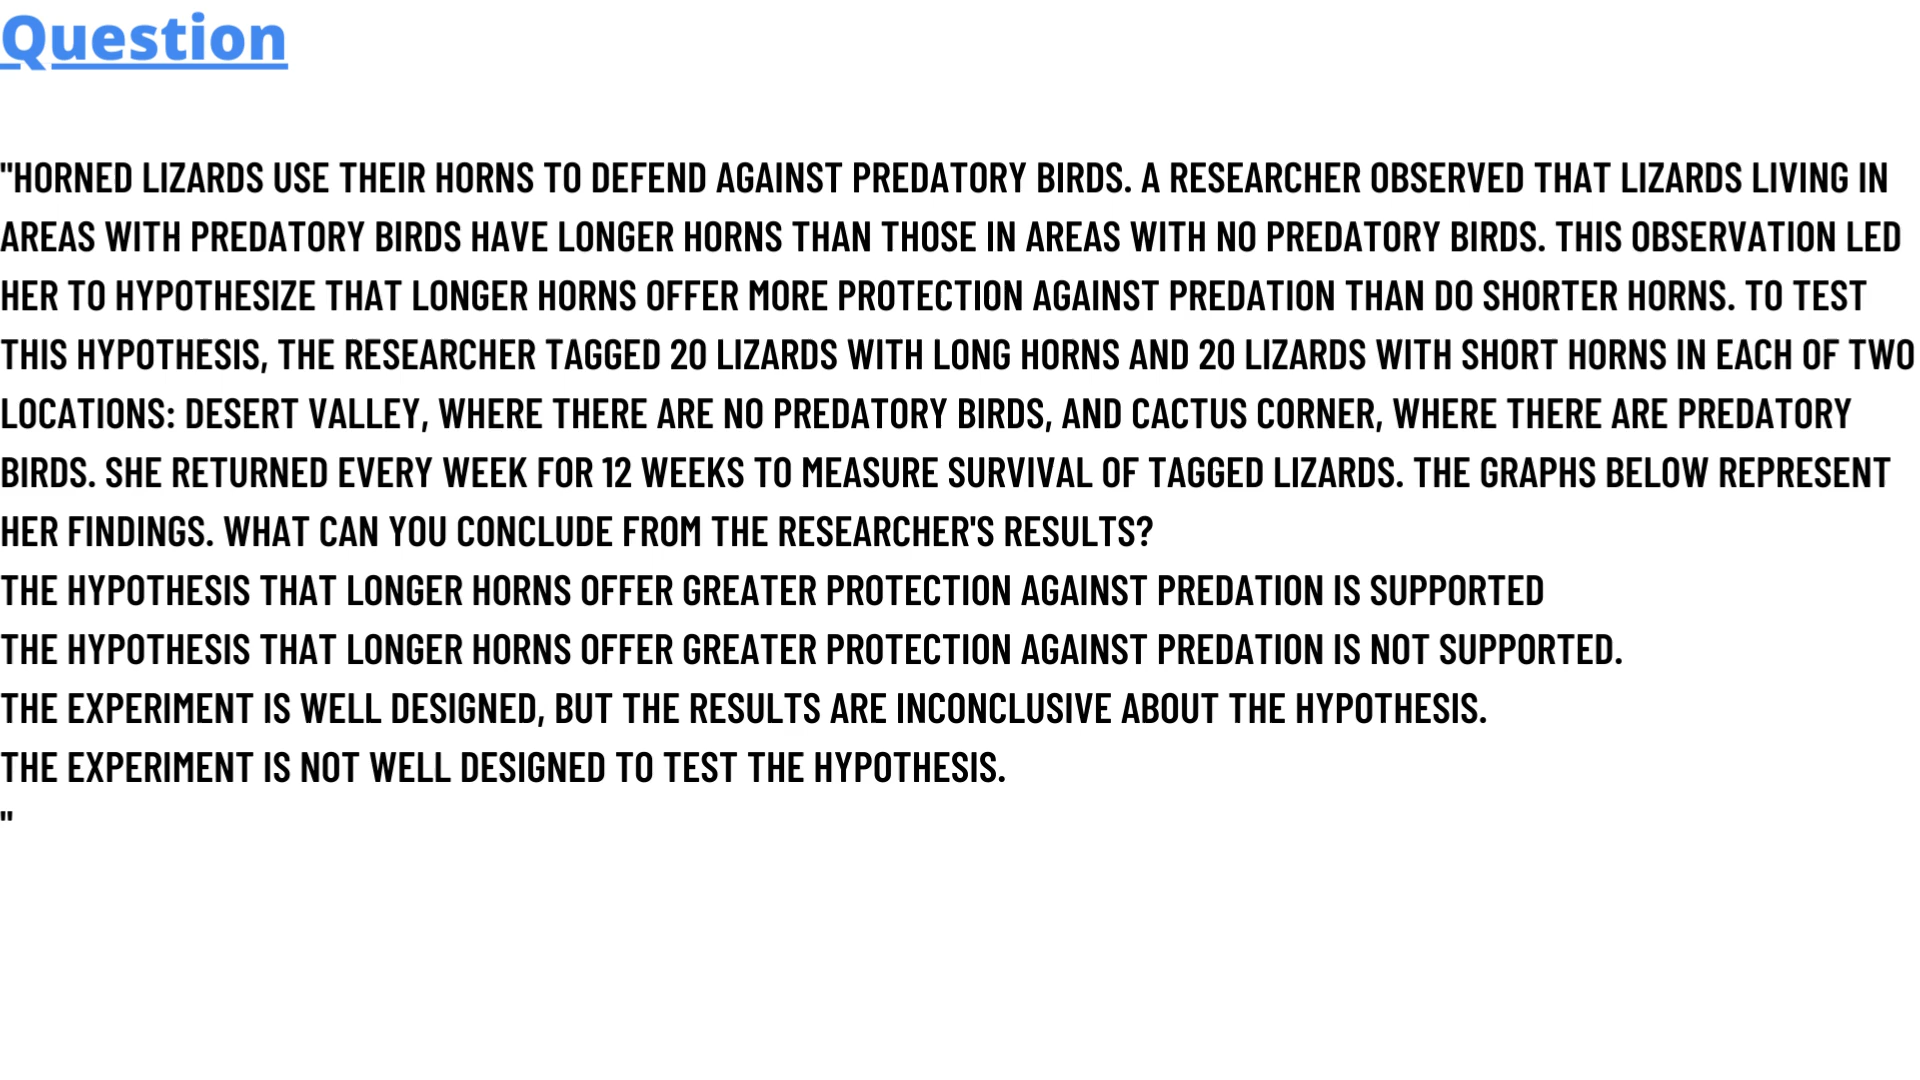 Question
"HORNED LIZARDS USE THEIR HORNS TO DEFEND AGAINST PREDATORY BIRDS. A RESEARCHER OBSERVED THAT LIZARDS LIVING IN
AREAS WITH PREDATORY BIRDS HAVE LONGER HORNS THAN THOSE IN AREAS WITH NO PREDATORY BIRDS. THIS OBSERVATION LED
HER TO HYPOTHESIZE THAT LONGER HORNS OFFER MORE PROTECTION AGAINST PREDATION THAN DO SHORTER HORNS. TO TEST
THIS HYPOTHESIS, THE RESEARCHER TAGGED 20 LIZARDS WITH LONG HORNS AND 20 LIZARDS WITH SHORT HORNS IN EACH OF TWO
LOCATIONS: DESERT VALLEY, WHERE THERE ARE NO PREDATORY BIRDS, AND CACTUS CORNER, WHERE THERE ARE PREDATORY
BIRDS. SHE RETURNED EVERY WEEK FOR 12 WEEKS TO MEASURE SURVIVAL OF TAGGED LIZARDS. THE GRAPHS BELOW REPRESENT
HER FINDINGS. WHAT CAN YOU CONCLUDE FROM THE RESEARCHER'S RESULTS?
THE HYPOTHESIS THAT LONGER HORNS OFFER GREATER PROTECTION AGAINST PREDATION IS SUPPORTED
THE HYPOTHESIS THAT LONGER HORNS OFFER GREATER PROTECTION AGAINST PREDATION IS NOT SUPPORTED.
THE EXPERIMENT IS WELL DESIGNED, BUT THE RESULTS ARE INCONCLUSIVE ABOUT THE HYPOTHESIS.
THE EXPERIMENT IS NOT WELL DESIGNED TO TEST THE HYPOTHESIS.
"